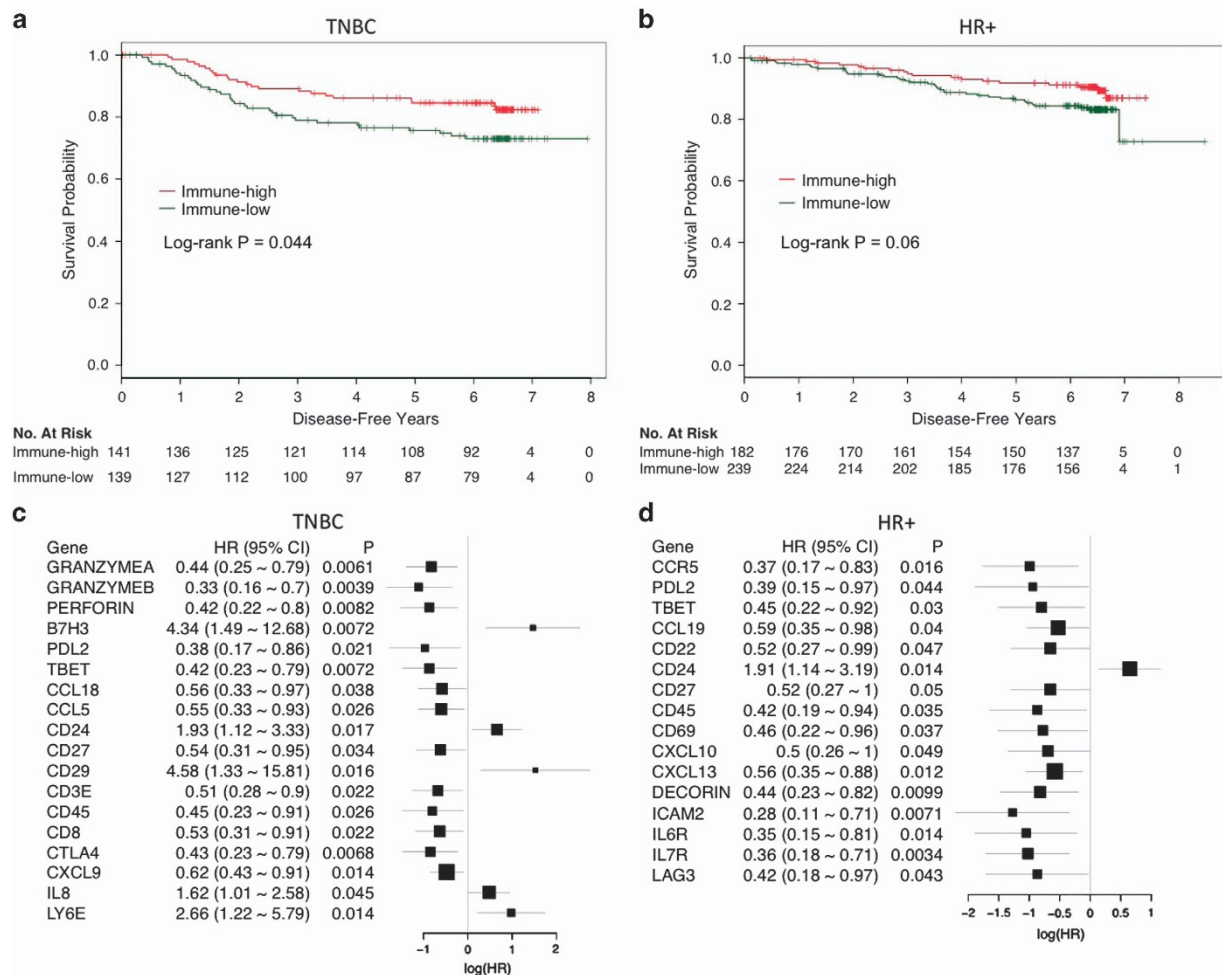 a
TNBC
1.0
0.8
0.6
0.4
0.2
0.0
Survival Probability
Immune-high
Immune-low
Log-rank P = 0.044
0 1 2 3 4 5 6 7 8
Disease-Free Years
No. At Risk
Immune-high 141 136 125 121 114 108 92 4 0
Immune-low 139 127 112 100 97 87 79 4 0
b
HR+
1.0
0.8
0.6
0.4
0.2
0.0
Survival Probability
Immune-high
Immune-low
Log-rank P = 0.06
0 1 2 3 4 5 6 7 8
Disease-Free Years
No. At Risk
Immune-high 182 176 170 161 154 150 137 5 0
Immune-low 239 224 214 202 185 176 156 4 1
c
TNBC
Gene HR (95% CI) P
GRANZYMEA 0.44 (0.25 ~ 0.79) 0.0061
GRANZYMEB 0.33 (0.16 ~ 0.7) 0.0039
PERFORIN 0.42 (0.22 ~ 0.8) 0.0082
B7H3 4.34 (1.49 ~ 12.68) 0.0072
PDL2 0.38 (0.17 ~ 0.86) 0.021
TBET 0.42 (0.23 ~ 0.79) 0.0072
CCL18 0.56 (0.33 ~ 0.97) 0.038
CCL5 0.55 (0.33 ~ 0.93) 0.026
CD24 1.93 (1.12 ~ 3.33) 0.017
CD27 0.54 (0.31 ~ 0.95) 0.034
CD29 4.58 (1.33 ~ 15.81) 0.016
CD3E 0.51 (0.28 ~ 0.9) 0.022
CD45 0.45 (0.23 ~ 0.91) 0.026
CD8 0.53 (0.31 ~ 0.91) 0.022
CTLA4 0.43 (0.23 ~ 0.79) 0.0068
CXCL9 0.62 (0.43 ~ 0.91) 0.014
IL8 1.62 (1.01 ~ 2.58) 0.045
LY6E 2.66 (1.22 ~ 5.79) 0.014
−1 0 1 2
log(HR)
d
HR+
Gene HR (95% CI) P
CCR5 0.37 (0.17 ~ 0.83) 0.016
PDL2 0.39 (0.15 ~ 0.97) 0.044
TBET 0.45 (0.22 ~ 0.92) 0.03
CCL19 0.59 (0.35 ~ 0.98) 0.04
CD22 0.52 (0.27 ~ 0.99) 0.047
CD24 1.91 (1.14 ~ 3.19) 0.014
CD27 0.52 (0.27 ~ 1) 0.05
CD45 0.42 (0.19 ~ 0.94) 0.035
CD69 0.46 (0.22 ~ 0.96) 0.037
CXCL10 0.5 (0.26 ~ 1) 0.049
CXCL13 0.56 (0.35 ~ 0.88) 0.012
DECORIN 0.44 (0.23 ~ 0.82) 0.0099
ICAM2 0.28 (0.11 ~ 0.71) 0.0071
IL6R 0.35 (0.15 ~ 0.81) 0.014
IL7R 0.36 (0.18 ~ 0.71) 0.0034
LAG3 0.42 (0.18 ~ 0.97) 0.043
−2 −1.5 −1 −0.5 0 0.5 1
log(HR)